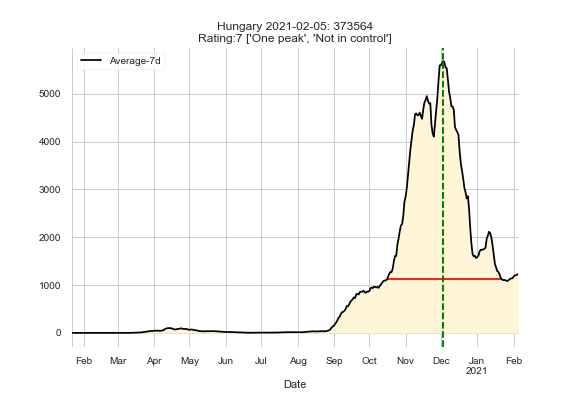 Hungary 2021-02-05: 373564
Rating:7 ['One peak', 'Not in control']
Average-7d
5000
4000
3000
2000
1000
0
Feb Mar Apr May Jun Jul Aug Sep Oct Nov Dec Jan Feb
2021
Date